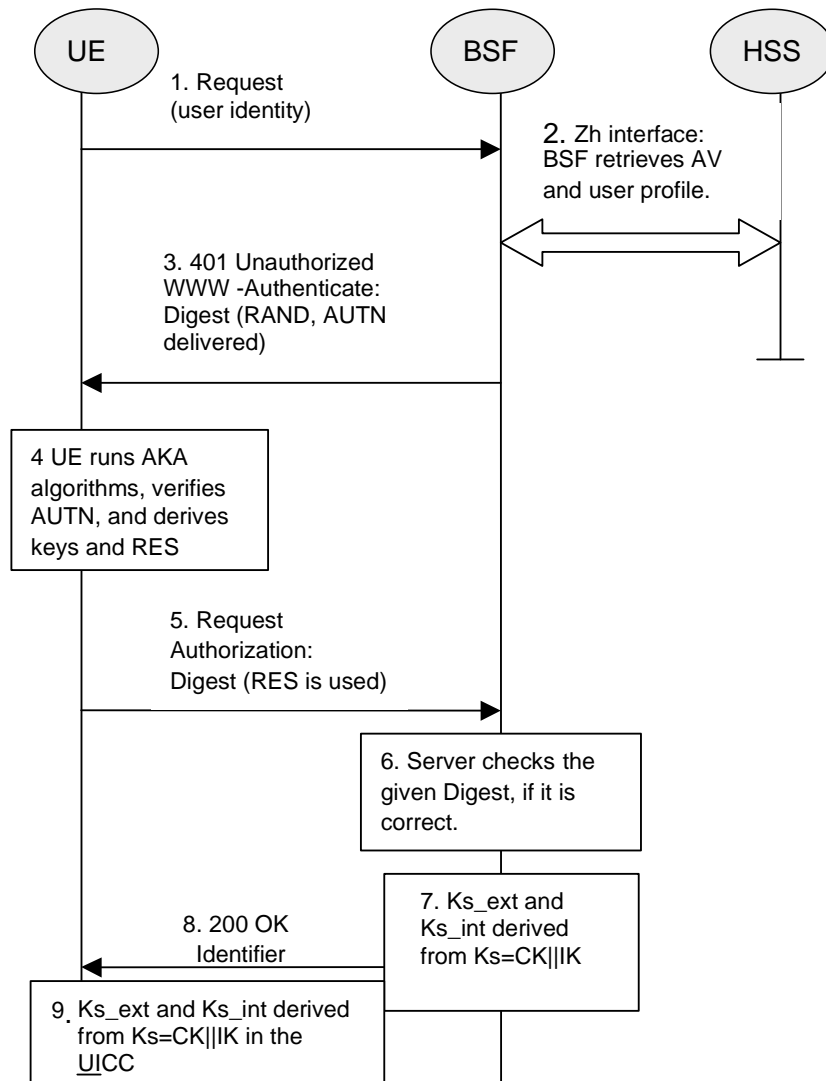 UE
BSF
HSS
1. Request
(user identity)
2. Zh interface:
BSF retrieves AV
and user profile.
3. 401 Unauthorized
WWW -Authenticate:
Digest (RAND, AUTN
delivered)
4 UE runs AKA
algorithms, verifies
AUTN, and derives
keys and RES
5. Request
Authorization:
Digest (RES is used)
6. Server checks the
given Digest, if it is
correct.
7. Ks_ext and
Ks_int derived
from Ks=CK||IK
8. 200 OK
Identifier
9. Ks_ext and Ks_int derived
from Ks=CK||IK in the
UICC